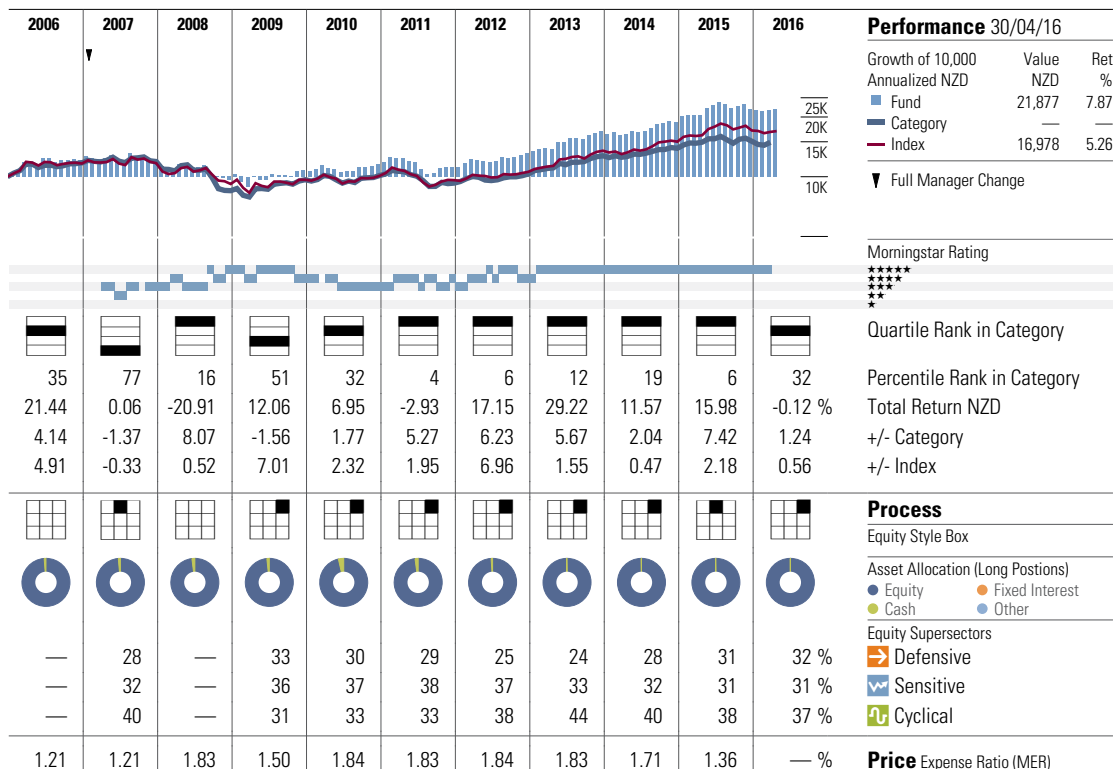 2006 2007 2008 2009 2010 2011 2012 2013 2014 2015 2016 Performance 30/04/16
Growth of 10,000 Value Ret
Annualized NZD NZD %
Fund 21,877 7.87
Category — —
Index 16,978 5.26
Full Manager Change
25K
20K
15K
10K
Morningstar Rating
★★★★★
★★★★
★★★
★★
★
Quartile Rank in Category
35 77 16 51 32 4 6 12 19 6 32 Percentile Rank in Category
21.44 0.06 -20.91 12.06 6.95 -2.93 17.15 29.22 11.57 15.98 -0.12 % Total Return NZD
4.14 -1.37 8.07 -1.56 1.77 5.27 6.23 5.67 2.04 7.42 1.24 +/- Category
4.91 -0.33 0.52 7.01 2.32 1.95 6.96 1.55 0.47 2.18 0.56 +/- Index
Process
Equity Style Box
Asset Allocation (Long Postions)
Equity Fixed Interest
Cash Other
Equity Supersectors
— 28 — 33 30 29 25 24 28 31 32 % Defensive
— 32 — 36 37 38 37 33 32 31 31 % Sensitive
— 40 — 31 33 33 38 44 40 38 37 % Cyclical
1.21 1.21 1.83 1.50 1.84 1.83 1.84 1.83 1.71 1.36 — % Price Expense Ratio (MER)